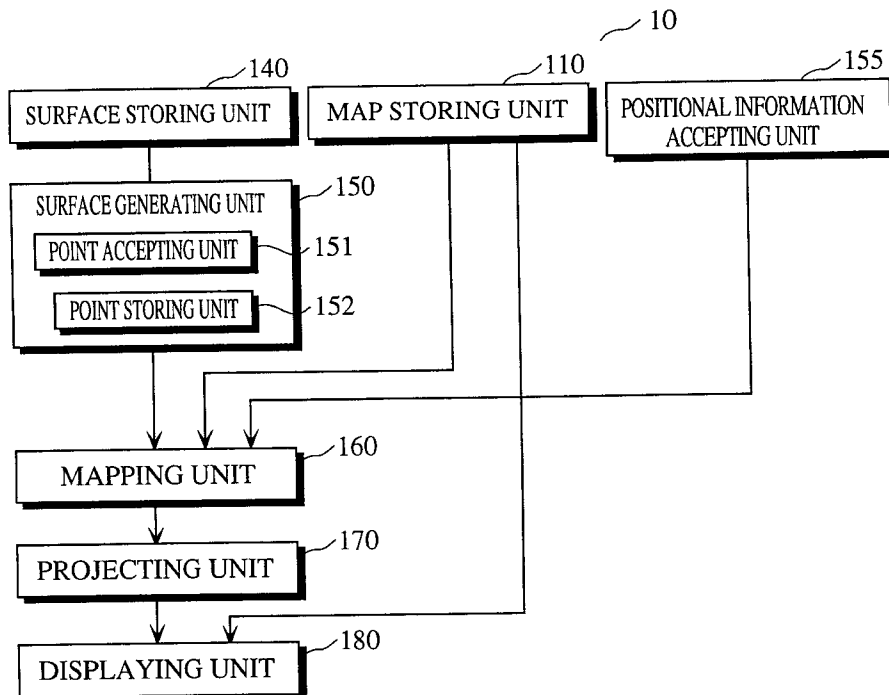 10
140
110
155
SURFACE STORING UNIT
MAP STORING UNIT
POSITIONAL INFORMATION
ACCEPTING UNIT
150
SURFACE GENERATING UNIT
POINT ACCEPTING UNIT
151
POINT STORING UNIT
152
160
MAPPING UNIT
170
PROJECTING UNIT
180
DISPLAYING UNIT